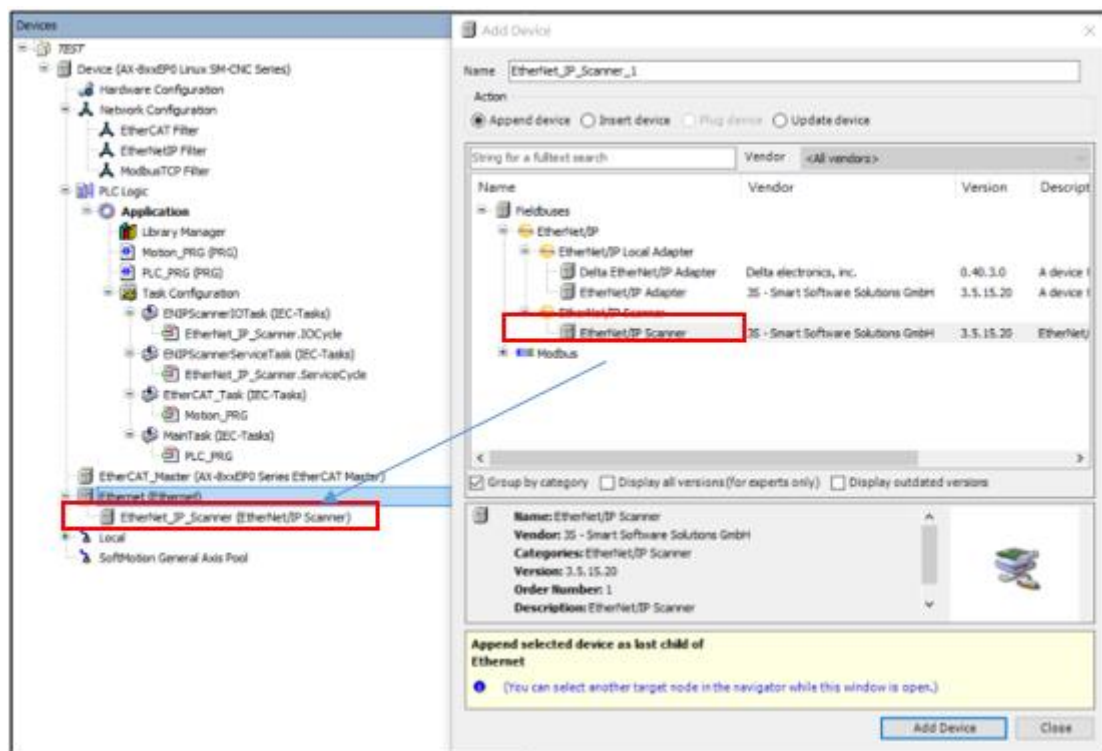 Devices
TEST
Device (AX-8xxEP0 Linux SM-CNC Series)
Hardware Configuration
Network Configuration
EtherCAT Filter
EtherNetIP Filter
ModbusTCP Filter
PLC Logic
Application
Library Manager
Motion_PRG (PRG)
PLC_PRG (PRG)
Task Configuration
ENIPScannerIOTask (IEC-Tasks)
EtherNet_IP_Scanner.IOCycle
ENIPScannerServiceTask (IEC-Tasks)
EtherNet_IP_Scanner.ServiceCycle
EtherCAT_Task (IEC-Tasks)
Motion_PRG
MainTask (IEC-Tasks)
PLC_PRG
EtherCAT_Master (AX-8xxEP0 Series EtherCAT Master)
Ethernet (Ethernet)
EtherNet_IP_Scanner (EtherNet/IP Scanner)
Local
SoftMotion General Axis Pool
Add Device
Name EtherNet_IP_Scanner_1
Action
Append device Insert device Plug device Update device
String for a fulltext search Vendor <All vendors>
Name Vendor Version Descript
Fieldbuses
EtherNet/IP
EtherNet/IP Local Adapter
Delta EtherNet/IP Adapter Delta electronics, inc. 0.40.3.0 A device
EtherNet/IP Adapter 3S - Smart Software Solutions GmbH 3.5.15.20 A device
EtherNet/IP Scanner
EtherNet/IP Scanner 3S - Smart Software Solutions GmbH 3.5.15.20 EtherNet/
Modbus
Group by category Display all versions (for experts only) Display outdated versions
Name: EtherNet/IP Scanner
Vendor: 3S - Smart Software Solutions GmbH
Categories: EtherNet/IP Scanner
Version: 3.5.15.20
Order Number: 1
Description: EtherNet/IP Scanner
Append selected device as last child of
Ethernet
(You can select another target node in the navigator while this window is open.)
Add Device Close